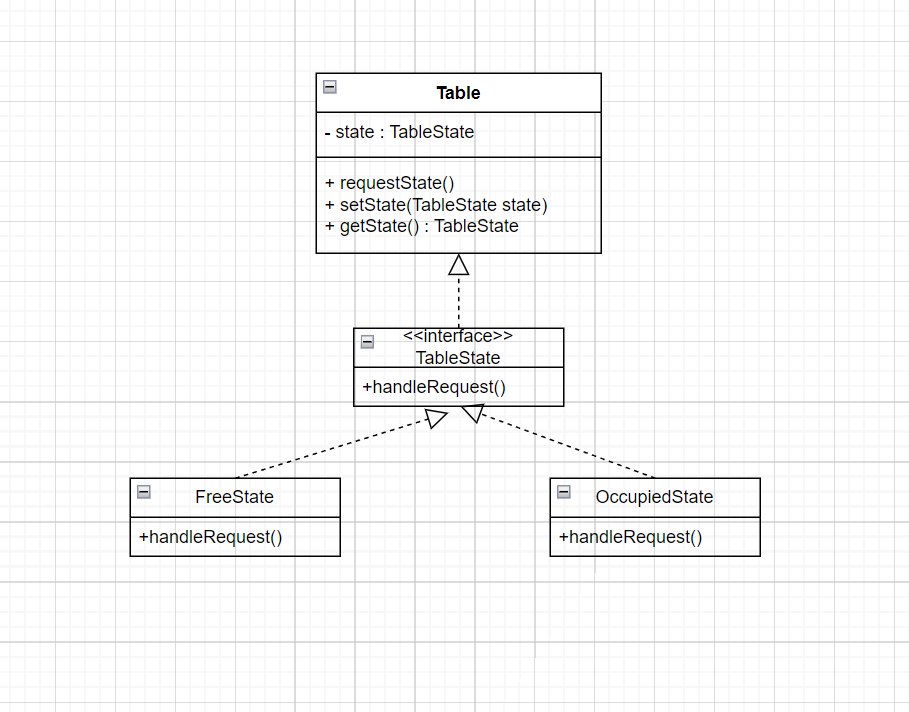 Table
- state : TableState
+ requestState()
+ setState(TableState state)
+ getState() : TableState
<<interface>>
TableState
+handleRequest()
FreeState
+handleRequest()
OccupiedState
+handleRequest()